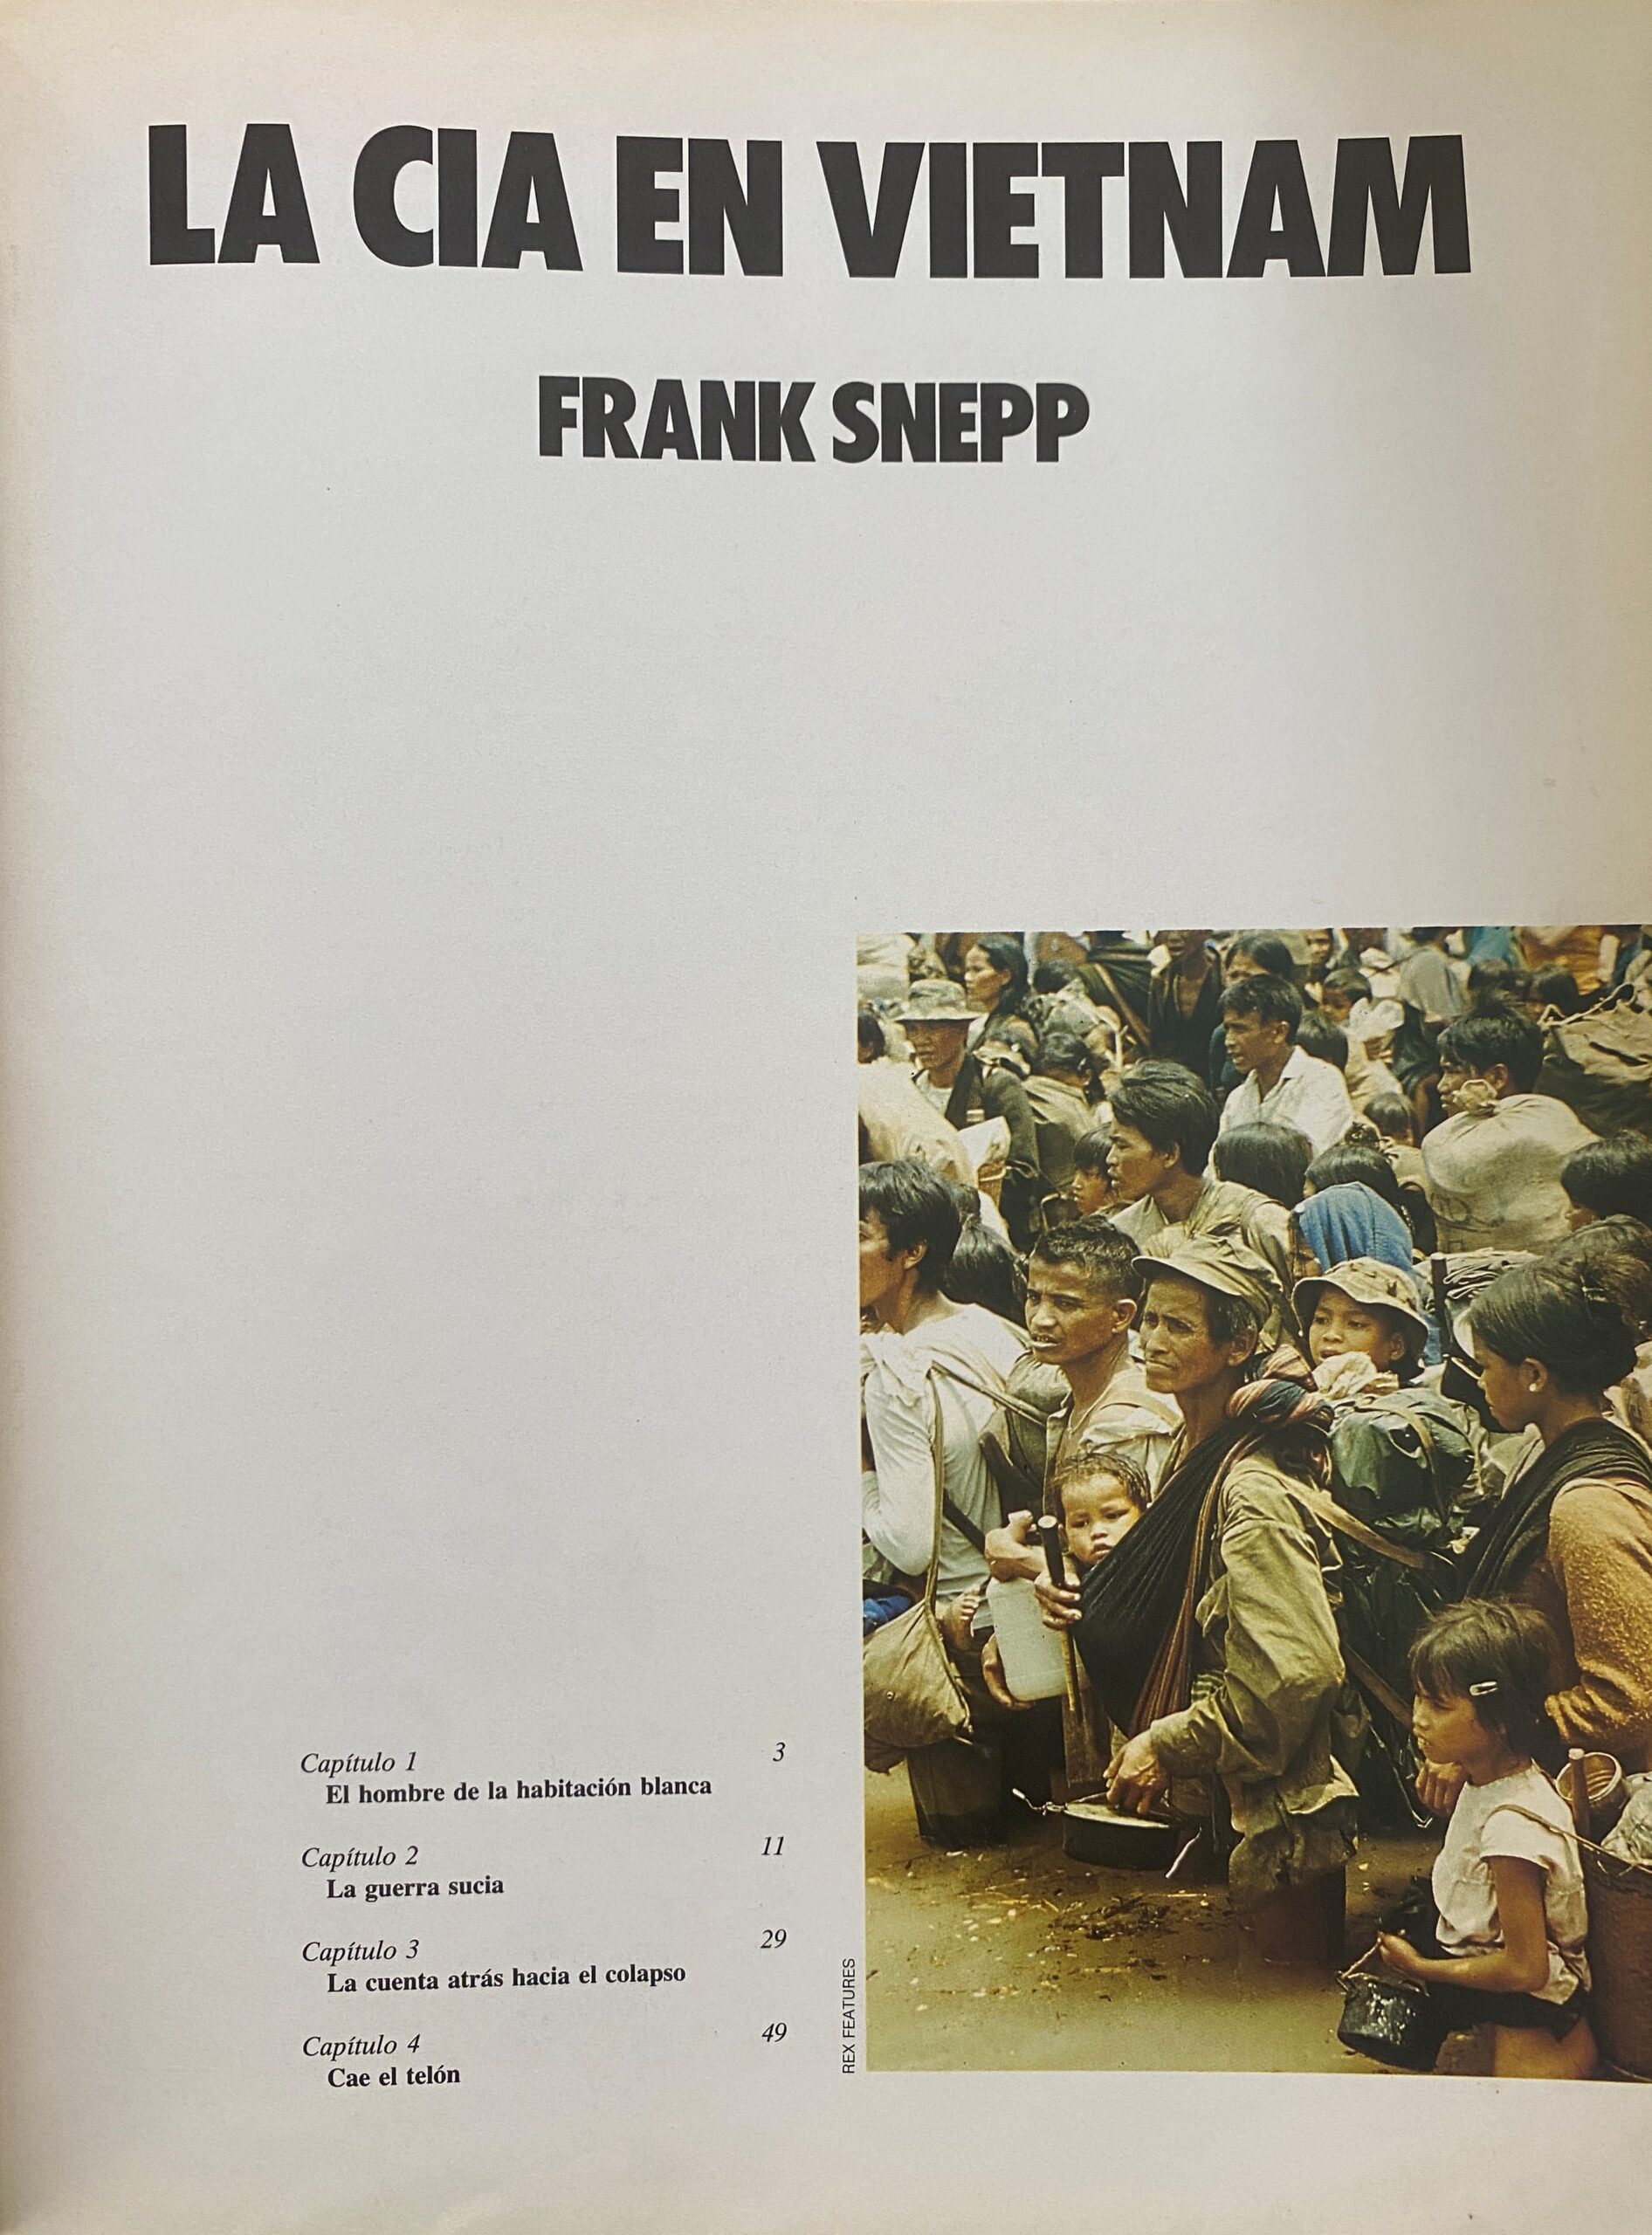 LA CIA EN VIETNAM
FRANK SNEPP
Capítulo 1 3
El hombre de la habitación blanca
Capítulo 2 11
La guerra sucia
Capítulo 3 29
La cuenta atrás hacia el colapso
Capítulo 4 49
Cae el telón
REX FEATURES